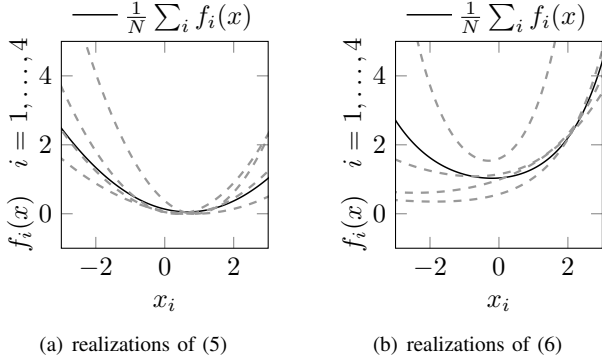 1/N ∑_i f_i(x)
f_i(x) i = 1, . . . , 4
4
2
0
−2 0 2
x_i
(a) realizations of (5)
1/N ∑_i f_i(x)
f_i(x) i = 1, . . . , 4
4
2
0
−2 0 2
x_i
(b) realizations of (6)